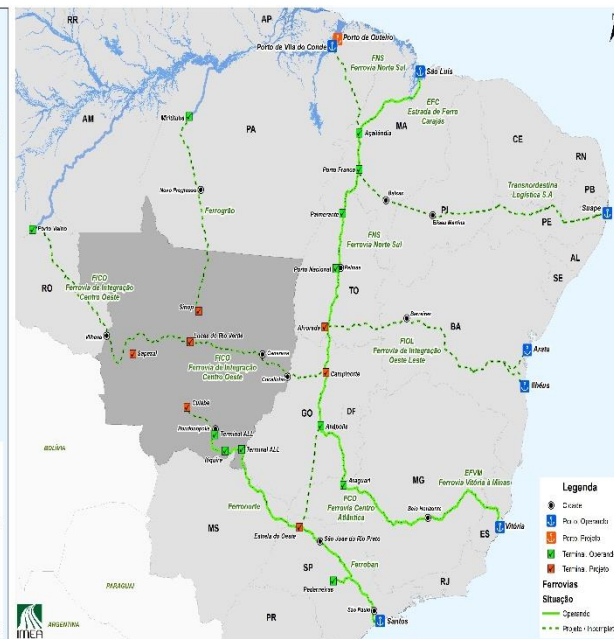 RR
AP
Porto de Outeiro
Porto de Vila do Conde
FNS
Ferrovia Norte Sul
São Luís
EFC
Estrada de Ferro
Carajás
AM
Miritituba
PA
MA
Açailândia
CE
RN
Porto Franco
Novo Progresso
Balsas
Transnordestina
Logística S.A
PB
Suape
Ferrogrão
Palmeirante
PI
Eliseu Martins
PE
Porto Velho
FNS
Ferrovia Norte Sul
AL
SE
RO
FICO
Ferrovia de Integração
Centro Oeste
Porto Nacional
Palmas
TO
Sinop
Barreiras
BA
Alvorada
Lucas do Rio Verde
Vilhena
Sapezal
Canarana
FIOL
Ferrovia de Integração
Oeste Leste
Aratu
FICO
Ferrovia de Integração
Centro Oeste
Cocalinho
Campinorte
Ilhéus
Cuiabá
GO
DF
Rondonópolis
Terminal ALL
Anápolis
BOLÍVIA
Itiquira
Terminal ALL
MG
Araguari
EFVM
Ferrovia Vitória à Minas
FCO
Ferrovia Centro
Atlântica
Belo Horizonte
Ferronorte
MS
Estrela do Oeste
São José do Rio Preto
ES
Vitória
SP
Ferroban
RJ
PARAGUAI
Pederneiras
São Paulo
Santos
PR
IMEA
ARGENTINA
Legenda
Cidade
Porto Operando
Porto Projeto
Terminal Operando
Terminal Projeto
Ferrovias
Situação
Operando
Projeto - Incompleto